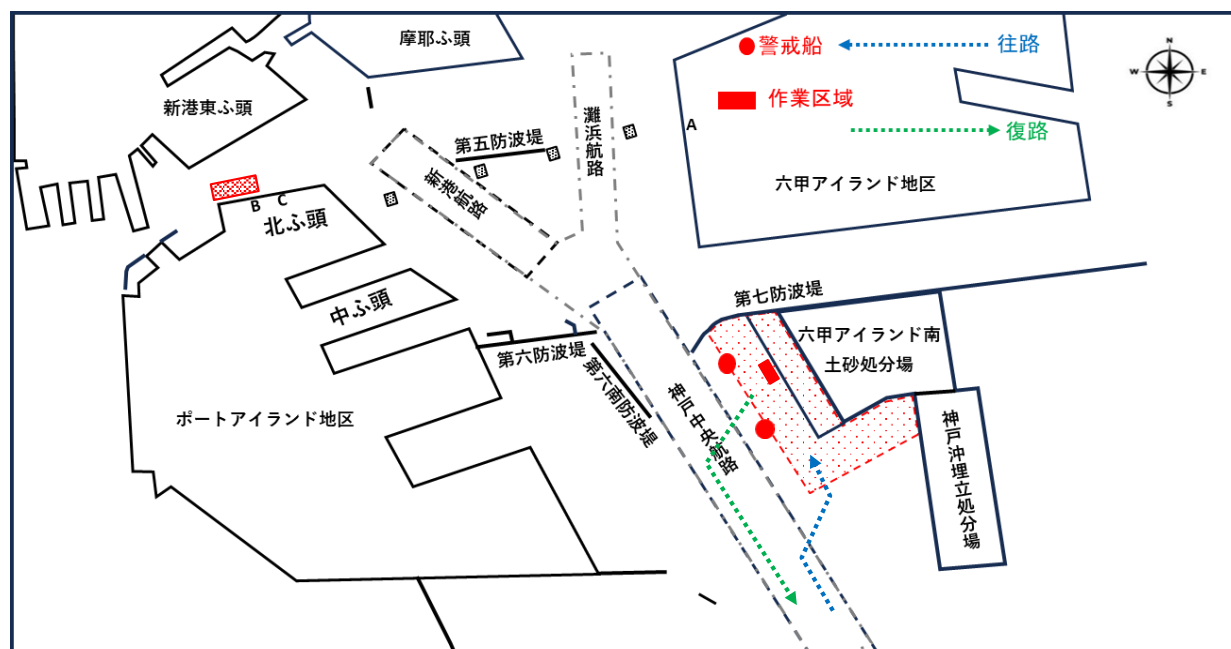 摩耶ふ頭
警戒船
往路
N
W
E
S
新港東ふ頭
作業区域
灘浜航路
A
復路
第五防波堤
新港航路
六甲アイランド地区
B
C
北ふ頭
中ふ頭
第七防波堤
六甲アイランド南
土砂処分場
第六防波堤
第六南防波堤
神戸中央航路
ポートアイランド地区
神戸沖埋立処分場